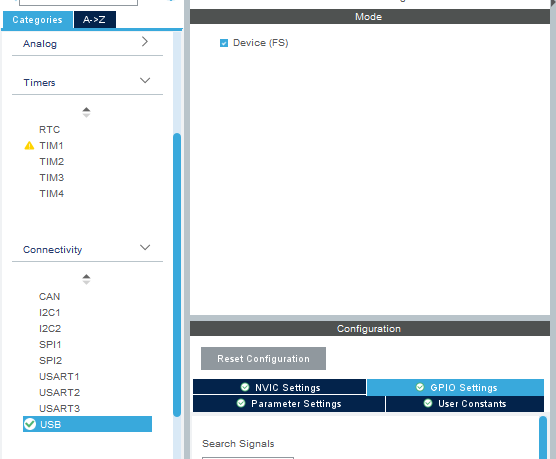 Categories
A->Z
Analog
Timers
RTC
TIM1
TIM2
TIM3
TIM4
Connectivity
CAN
I2C1
I2C2
SPI1
SPI2
USART1
USART2
USART3
USB
Mode
Device (FS)
Configuration
Reset Configuration
NVIC Settings
GPIO Settings
Parameter Settings
User Constants
Search Signals